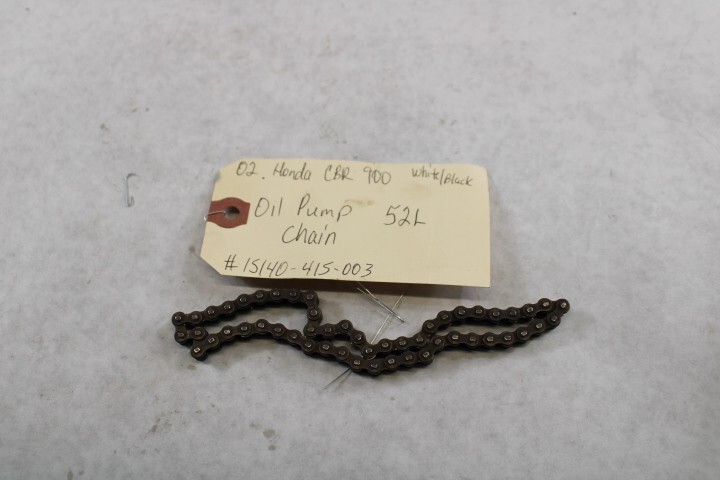 02. Honda CBR 900 White/Black
Oil Pump 52L
Chain
#15140-415-003